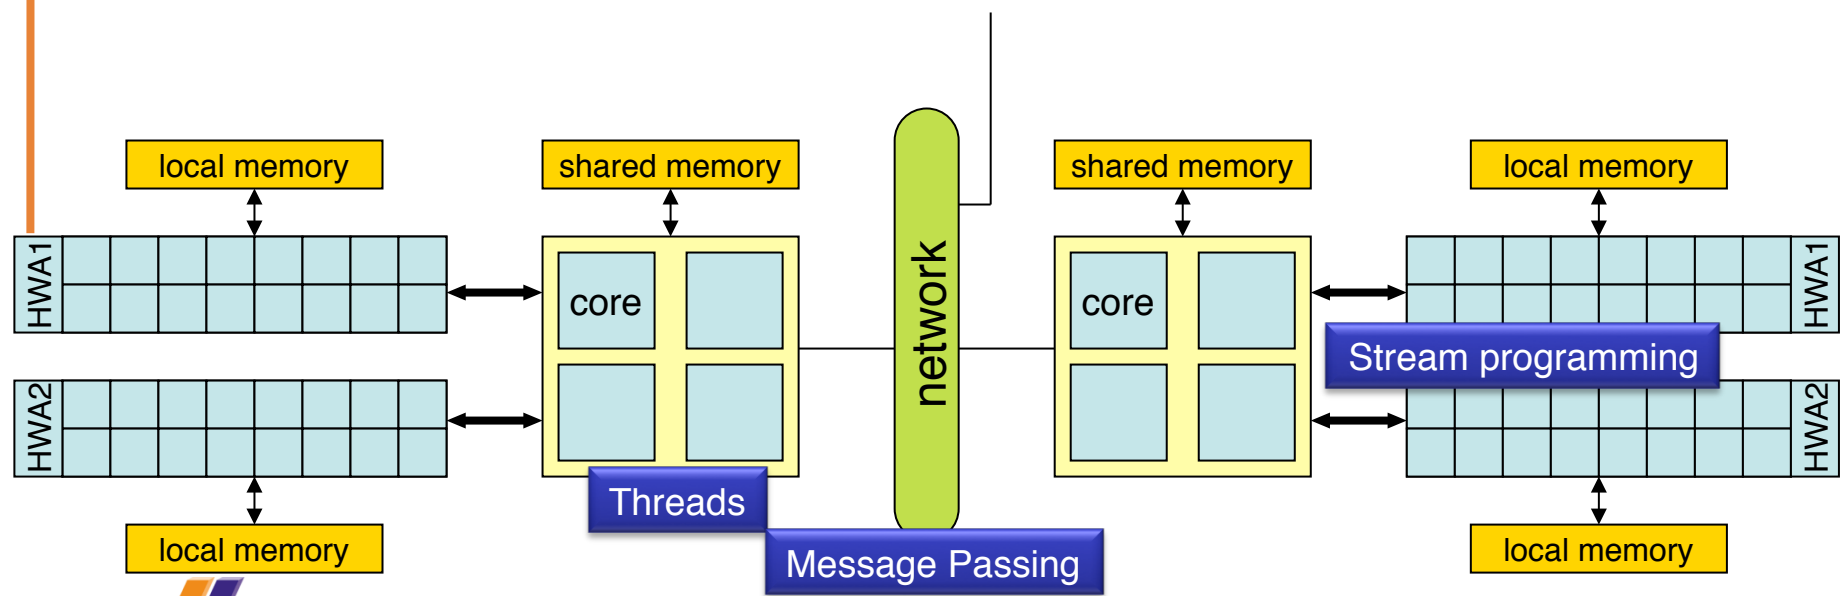 local memory
shared memory
shared memory
local memory
HWA1
core
network
core
HWA1
Stream programming
HWA2
HWA2
Threads
Message Passing
local memory
local memory